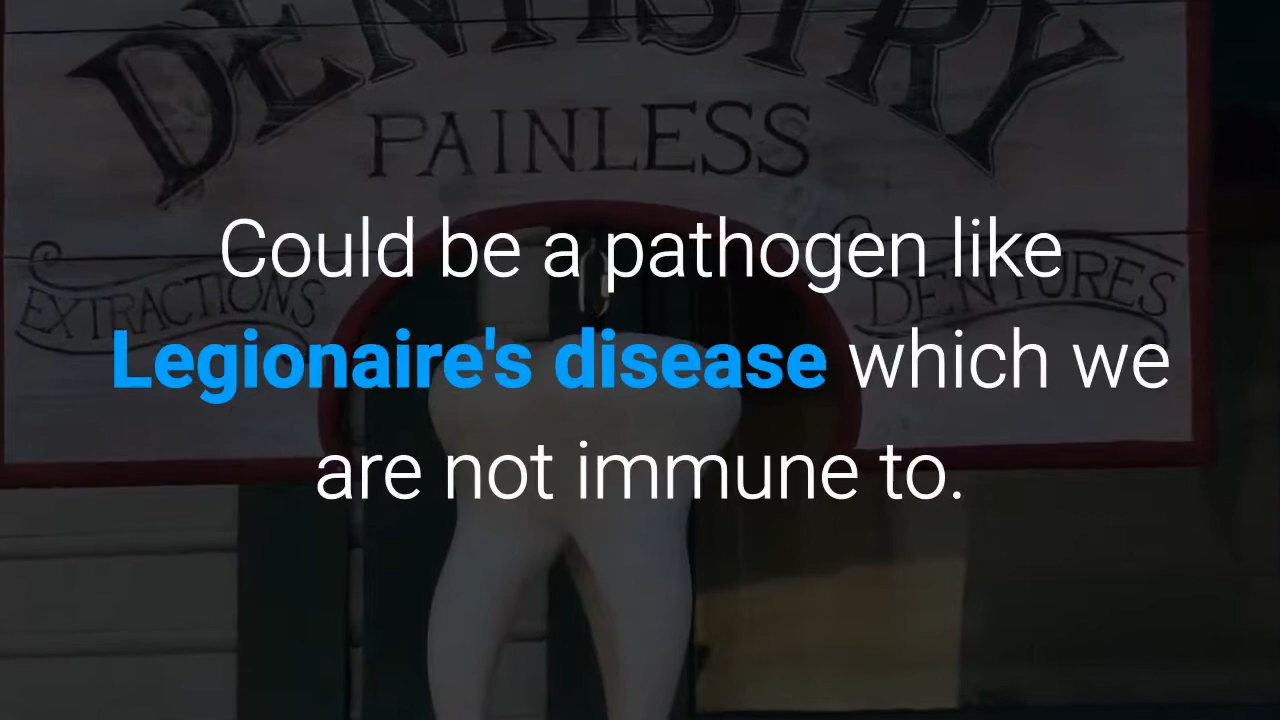 DENTISTRY
PAINLESS
EXTRACTIONS
DENTURES
Could be a pathogen like
Legionaire's disease which we
are not immune to.